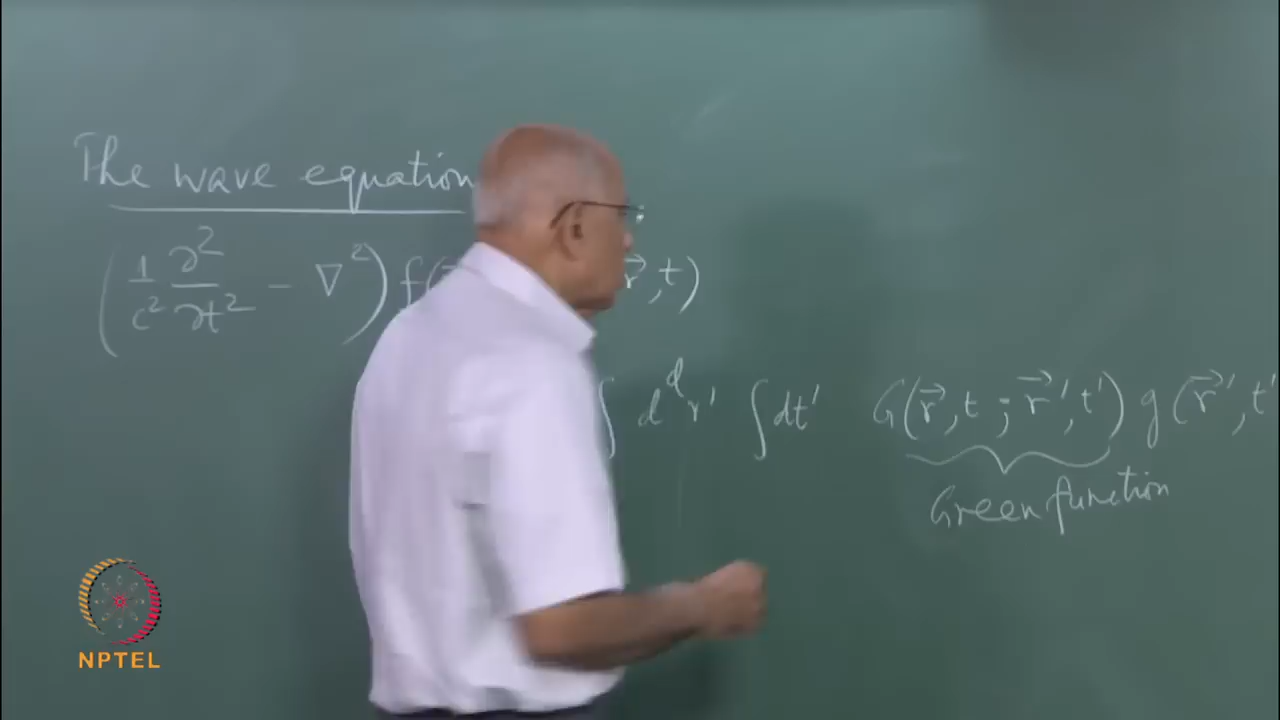 The wave equation
(1/c² ∂²/∂t² − ∇²) f( r⃗, t)
∫ d^d r' ∫ dt' G(r⃗, t ; r⃗', t') g(r⃗', t'
Green function
NPTEL